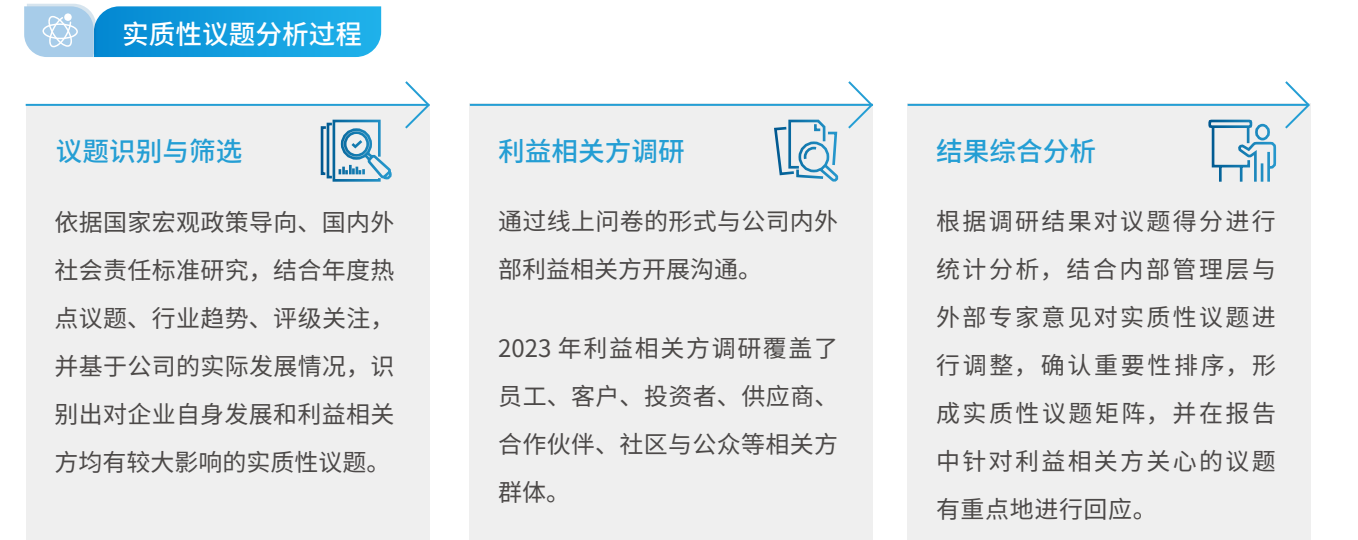 实质性议题分析过程
议题识别与筛选
依据国家宏观政策导向、国内外
社会责任标准研究，结合年度热
点议题、行业趋势、评级关注，
并基于公司的实际发展情况，识
别出对企业自身发展和利益相关
方均有较大影响的实质性议题。
利益相关方调研
通过线上问卷的形式与公司内外
部利益相关方开展沟通。
2023 年利益相关方调研覆盖了
员工、客户、投资者、供应商、
合作伙伴、社区与公众等相关方
群体。
结果综合分析
根据调研结果对议题得分进行
统计分析，结合内部管理层与
外部专家意见对实质性议题进
行调整，确认重要性排序，形
成实质性议题矩阵，并在报告
中针对利益相关方关心的议题
有重点地进行回应。